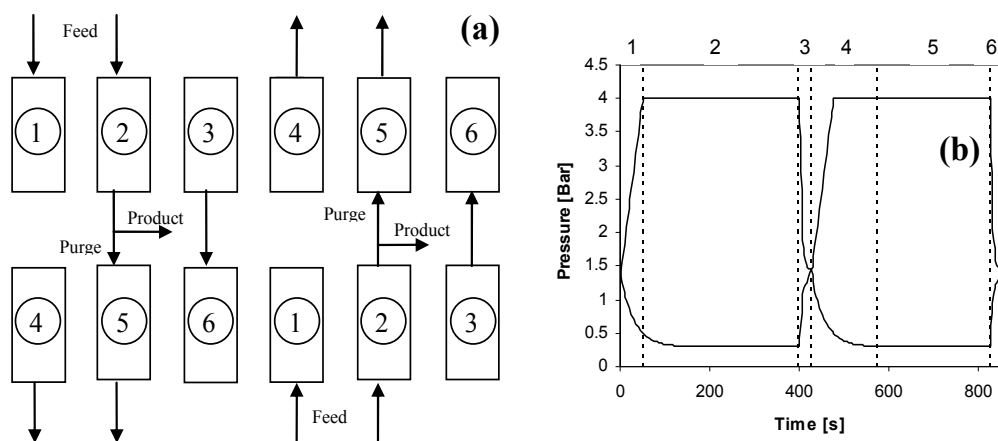 (a)
Feed
1 2 3 4 5 6
Product
Purge
Purge
Product
4 5 6 1 2 3
Feed
1 2 3 4 5 6
(b)
Pressure [Bar]
4.5
4
3.5
3
2.5
2
1.5
1
0.5
0
0 200 400 600 800
Time [s]